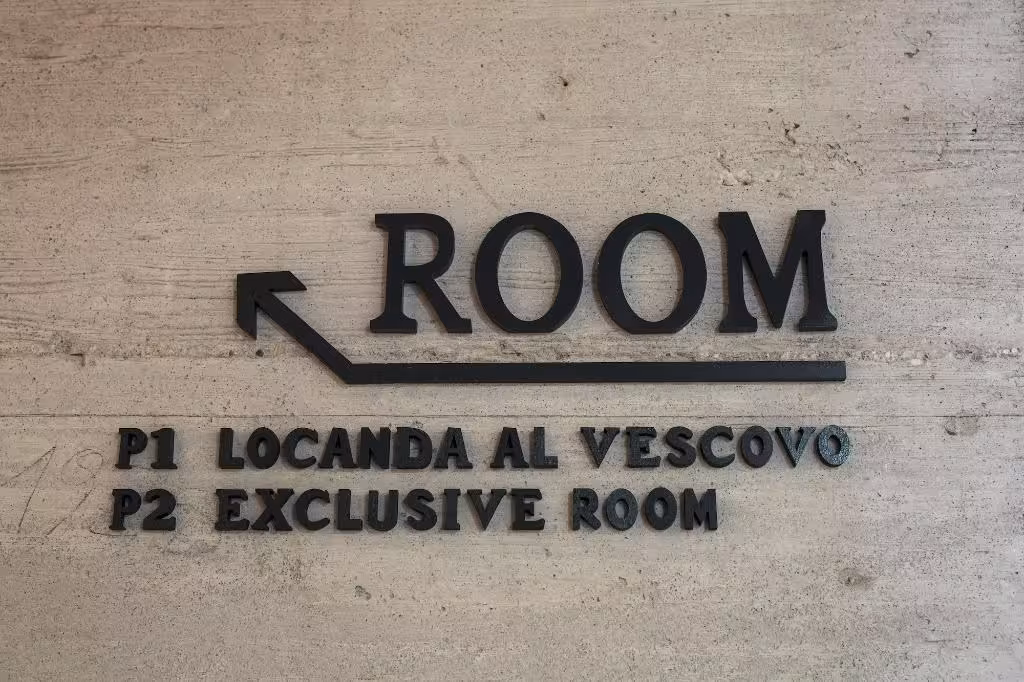 ROOM
P1 LOCANDA AL VESCOVO
P2 EXCLUSIVE ROOM